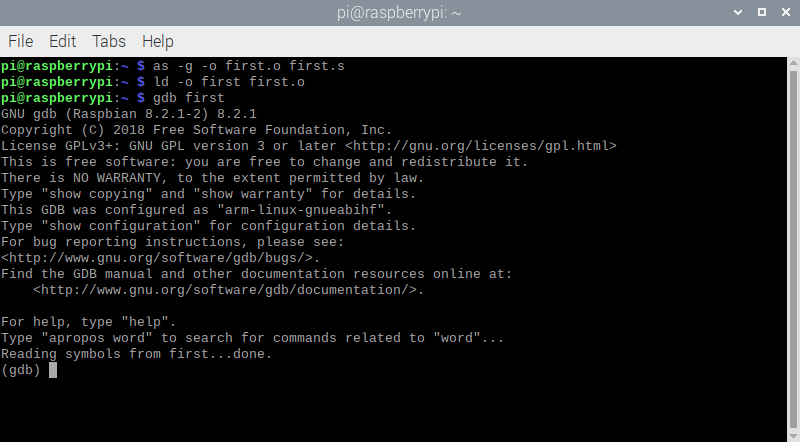 pi@raspberrypi: ~
File Edit Tabs Help
pi@raspberrypi:~ $ as -g -o first.o first.s
pi@raspberrypi:~ $ ld -o first first.o
pi@raspberrypi:~ $ gdb first
GNU gdb (Raspbian 8.2.1-2) 8.2.1
Copyright (C) 2018 Free Software Foundation, Inc.
License GPLv3+: GNU GPL version 3 or later <http://gnu.org/licenses/gpl.html>
This is free software: you are free to change and redistribute it.
There is NO WARRANTY, to the extent permitted by law.
Type "show copying" and "show warranty" for details.
This GDB was configured as "arm-linux-gnueabihf".
Type "show configuration" for configuration details.
For bug reporting instructions, please see:
<http://www.gnu.org/software/gdb/bugs/>.
Find the GDB manual and other documentation resources online at:
    <http://www.gnu.org/software/gdb/documentation/>.

For help, type "help".
Type "apropos word" to search for commands related to "word"...
Reading symbols from first...done.
(gdb)